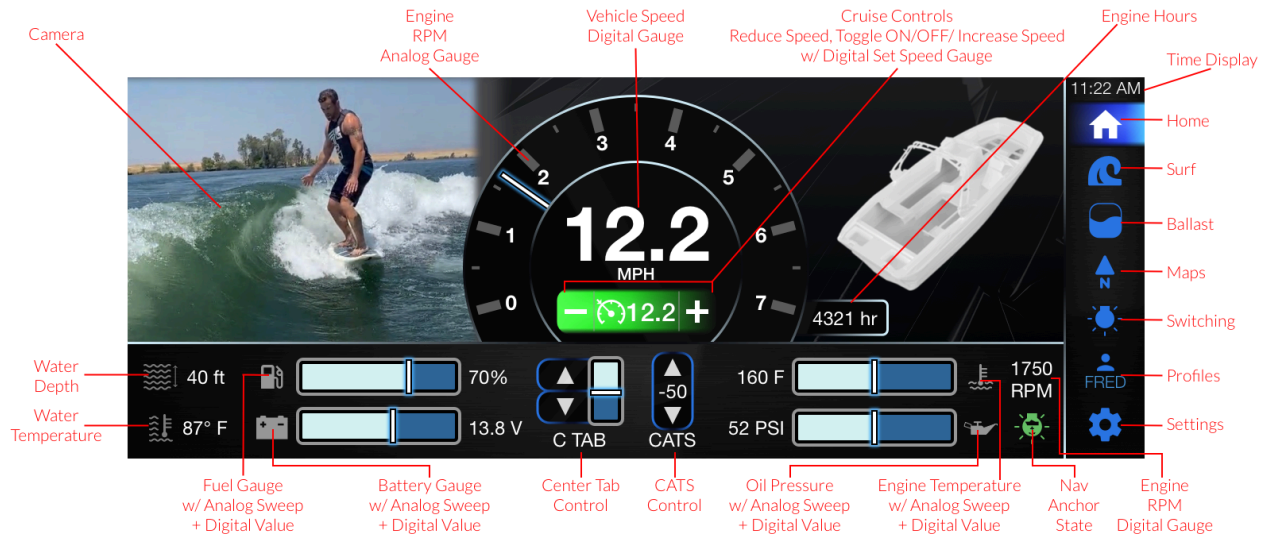 Camera
Engine
RPM
Analog Gauge
Vehicle Speed
Digital Gauge
Cruise Controls
Reduce Speed, Toggle ON/OFF/ Increase Speed
w/ Digital Set Speed Gauge
Engine Hours
Time Display
11:22 AM
Home
Surf
Ballast
Maps
N
Switching
Profiles
FRED
Settings
0
1
2
3
4
5
6
7
12.2
MPH
12.2
4321 hr
Water
Depth
40 ft
70%
Water
Temperature
87° F
13.8 V
C TAB
-50
CATS
160 F
52 PSI
1750
RPM
Fuel Gauge
w/ Analog Sweep
+ Digital Value
Battery Gauge
w/ Analog Sweep
+ Digital Value
Center Tab
Control
CATS
Control
Oil Pressure
w/ Analog Sweep
+ Digital Value
Engine Temperature
w/ Analog Sweep
+ Digital Value
Nav
Anchor
State
Engine
RPM
Digital Gauge